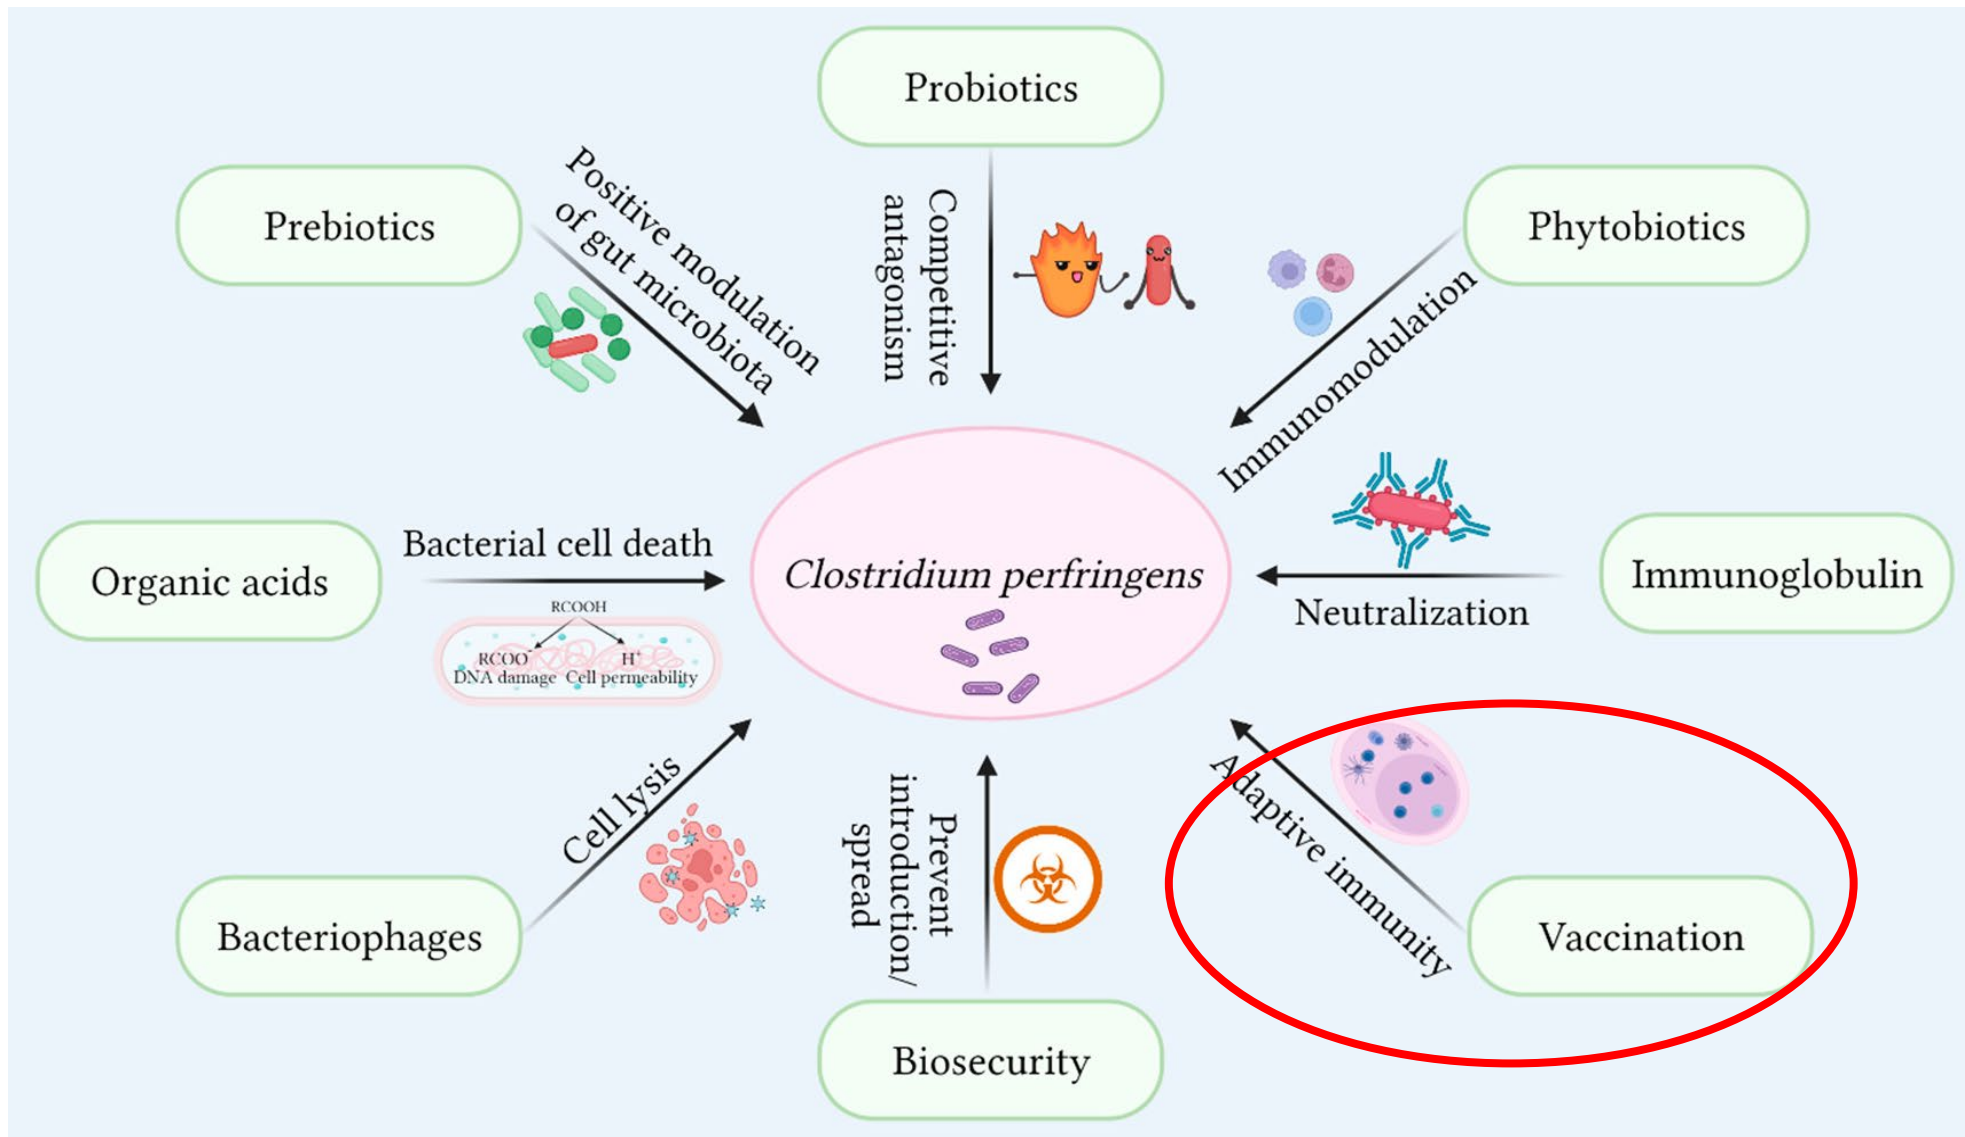 Probiotics
Prebiotics
Positive modulation
of gut microbiota
Competitive
antagonism
Phytobiotics
Immunomodulation
Organic acids
Bacterial cell death
RCOOH
RCOO⁻
H⁺
DNA damage
Cell permeability
Clostridium perfringens
Immunoglobulin
Neutralization
Bacteriophages
Cell lysis
Prevent
introduction/
spread
Biosecurity
Adaptive immunity
Vaccination